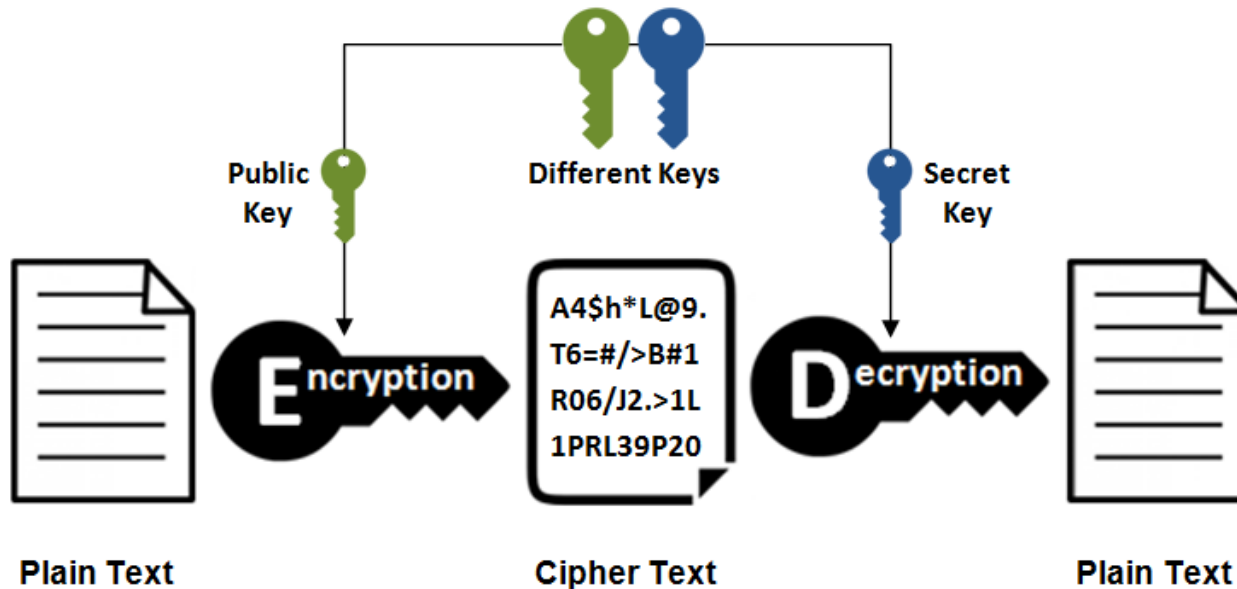 Public
Key
Different Keys
Secret
Key
Encryption
A4$h*L@9.
T6=#/>B#1
R06/J2.>1L
1PRL39P20
Decryption
Plain Text
Cipher Text
Plain Text